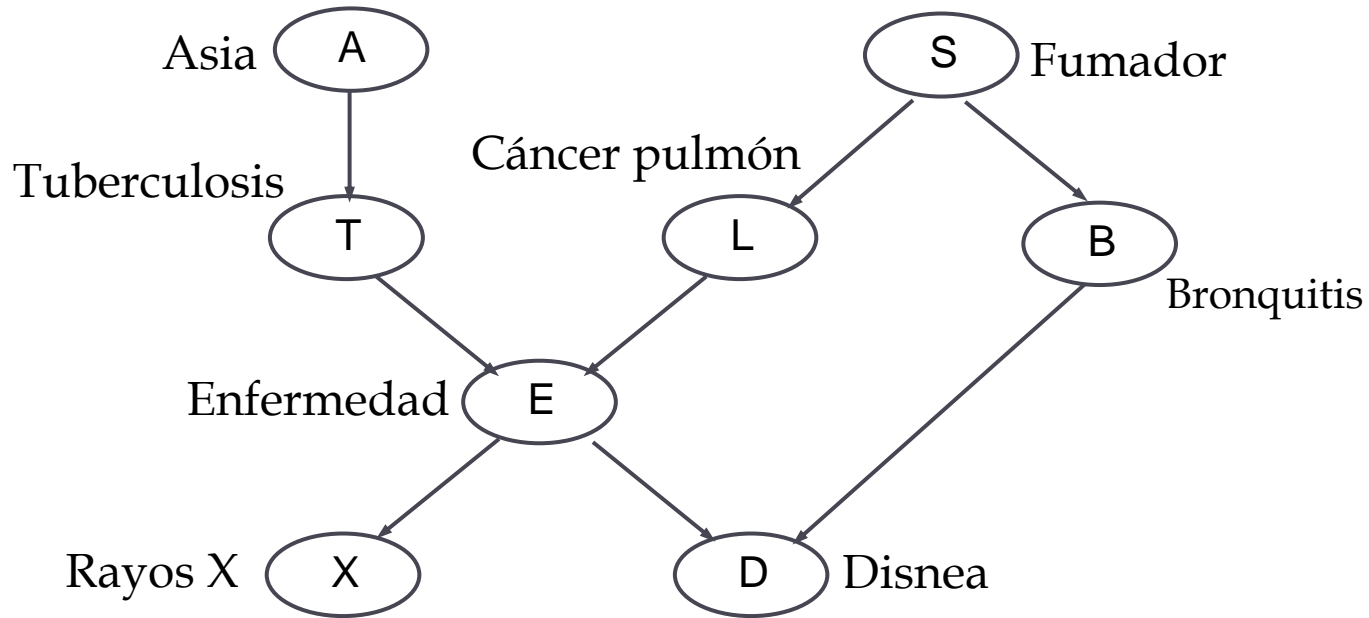 Asia A
S Fumador
Cáncer pulmón
Tuberculosis
T
L
B
Bronquitis
Enfermedad E
Rayos X X
D Disnea